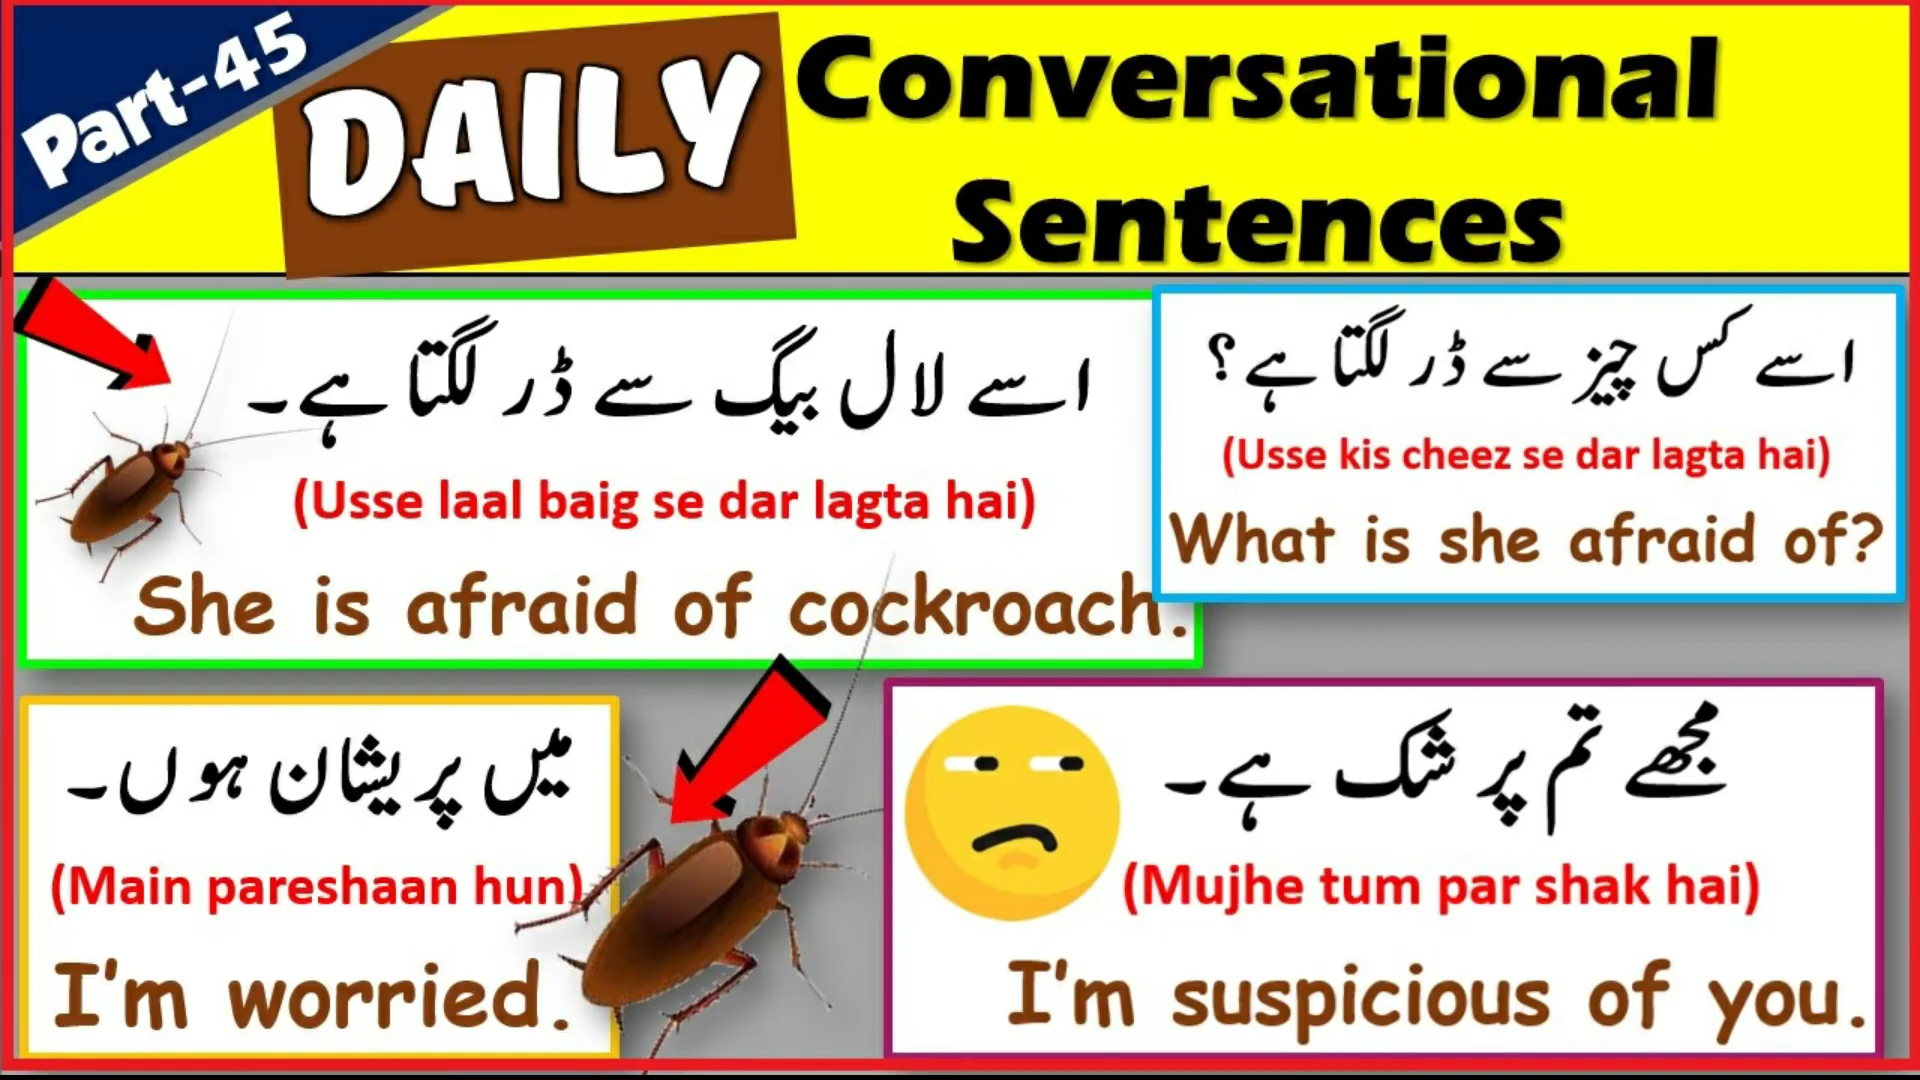 Part-45
DAILY
Conversational
Sentences
اسے لال بیگ سے ڈر لگتا ہے۔
(Usse laal baig se dar lagta hai)
She is afraid of cockroach.
اسے کس چیز سے ڈر لگتا ہے؟
(Usse kis cheez se dar lagta hai)
What is she afraid of?
میں پریشان ہوں۔
(Main pareshaan hun)
I'm worried.
مجھے تم پر شک ہے۔
(Mujhe tum par shak hai)
I'm suspicious of you.